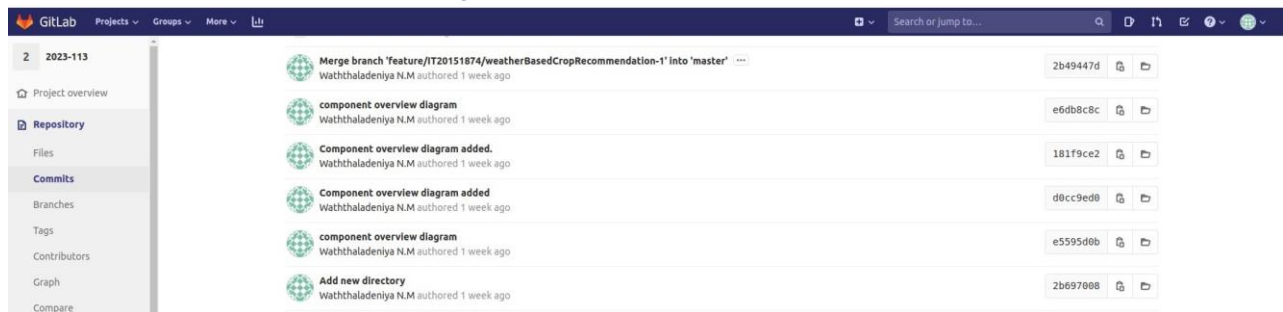 GitLab Projects Groups More Search or jump to...
2 2023-113
Project overview
Repository
Files
Commits
Branches
Tags
Contributors
Graph
Compare
Merge branch 'feature/IT20151874/weatherBasedCropRecommendation-1' into 'master' ...
Waththaladeniya N.M authored 1 week ago
2b49447d
component overview diagram
Waththaladeniya N.M authored 1 week ago
e6db8c8c
Component overview diagram added.
Waththaladeniya N.M authored 1 week ago
181f9ce2
Component overview diagram added
Waththaladeniya N.M authored 1 week ago
d0cc9ed0
component overview diagram
Waththaladeniya N.M authored 1 week ago
e5595d0b
Add new directory
Waththaladeniya N.M authored 1 week ago
2b697008